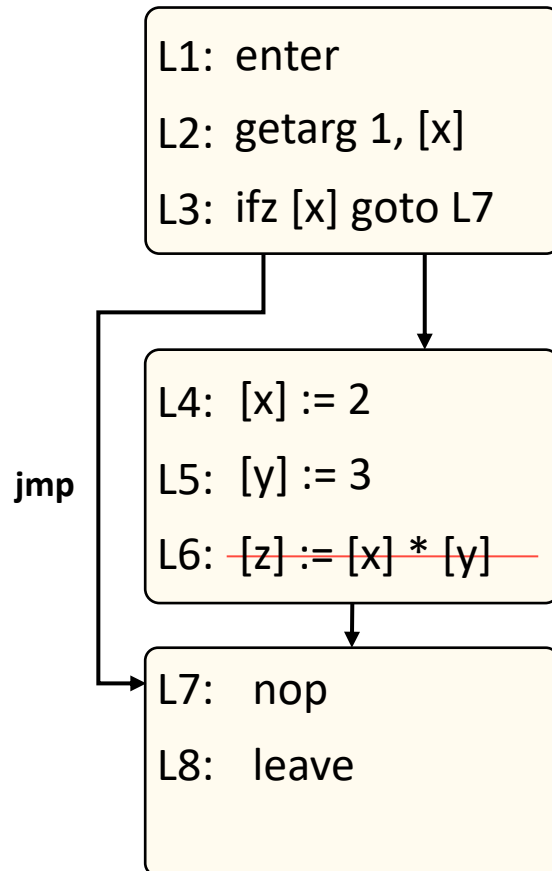 L1: enter
L2: getarg 1, [x]
L3: ifz [x] goto L7
L4: [x] := 2
jmp
L5: [y] := 3
L6: [z] := [x] * [y]
L7: nop
L8: leave